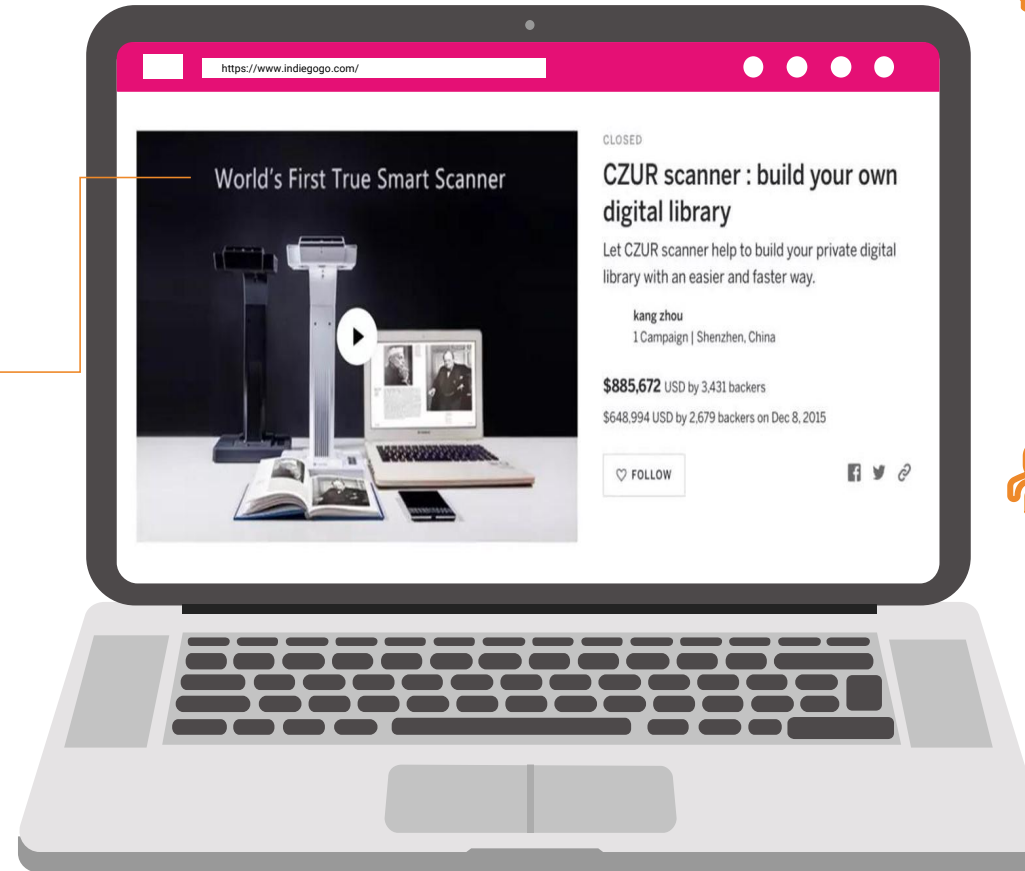 https://www.indiegogo.com/
World's First True Smart Scanner
CLOSED
CZUR scanner : build your own
digital library
Let CZUR scanner help to build your private digital
library with an easier and faster way.
kang zhou
1 Campaign | Shenzhen, China
$885,672 USD by 3,431 backers
$648,994 USD by 2,679 backers on Dec 8, 2015
FOLLOW